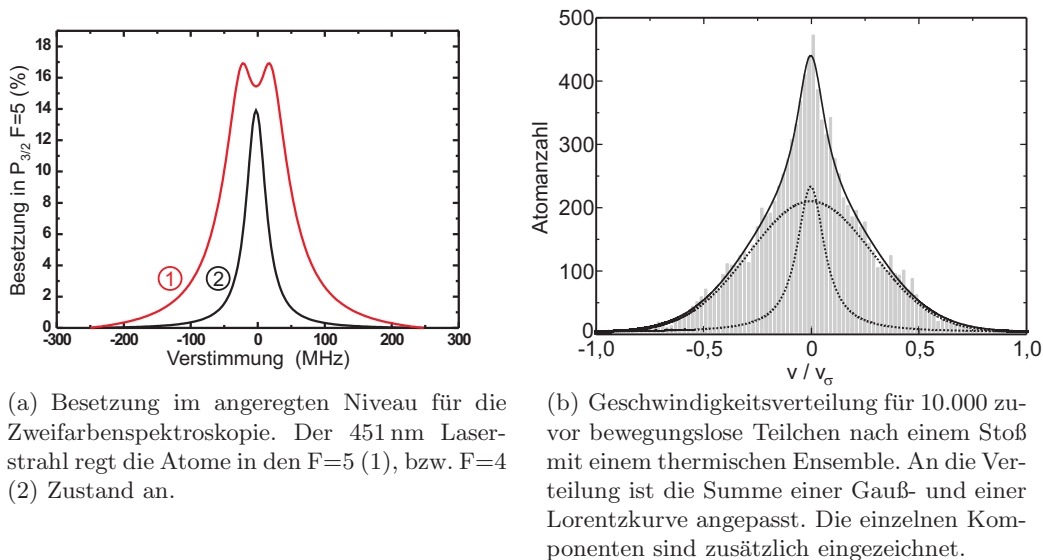 Besetzung in P3/2 F=5 (%)
18
16
14
12
10
8
6
4
2
0
1
2
-300 -200 -100 0 100 200 300
Verstimmung (MHz)
(a) Besetzung im angeregten Niveau für die
Zweifarbenspektroskopie. Der 451 nm Laser-
strahl regt die Atome in den F=5 (1), bzw. F=4
(2) Zustand an.
Atomanzahl
500
400
300
200
100
0
-1,0 -0,5 0 0,5 1,0
v / vσ
(b) Geschwindigkeitsverteilung für 10.000 zu-
vor bewegungslose Teilchen nach einem Stoß
mit einem thermischen Ensemble. An die Ver-
teilung ist die Summe einer Gauß- und einer
Lorentzkurve angepasst. Die einzelnen Kom-
ponenten sind zusätzlich eingezeichnet.